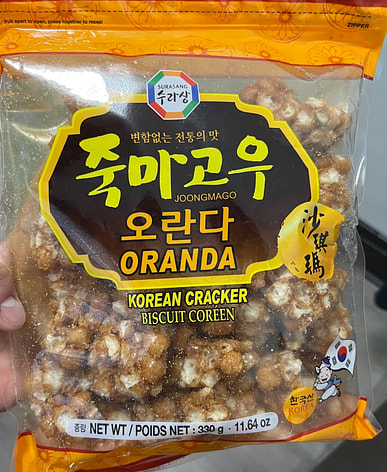 Pull apart to open, press together to reseal.
ZIPPER
SURASANG
수라상
변함없는 전통의 맛
죽마고우
JOONGMAGO
오란다
ORANDA
沙琪瑪
KOREAN CRACKER
BISCUIT COREEN
한국산
KOREA
중량 NET WT / POIDS NET : 330 g · 11.64 oz